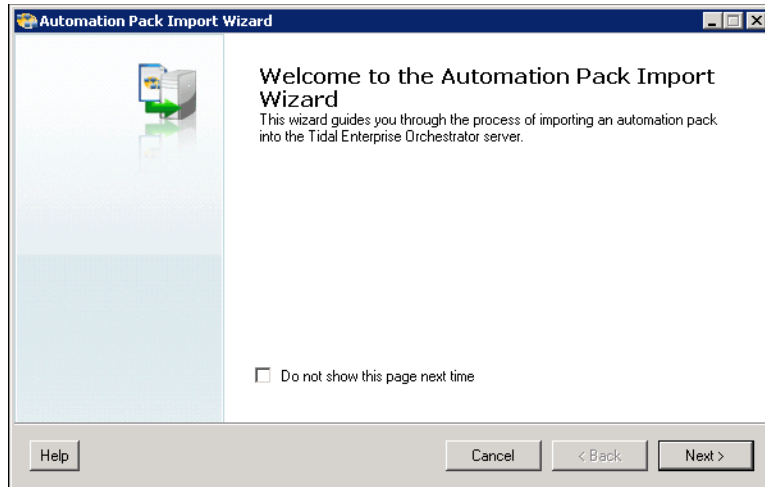 Automation Pack Import Wizard
Welcome to the Automation Pack Import
Wizard
This wizard guides you through the process of importing an automation pack
into the Tidal Enterprise Orchestrator server.
Do not show this page next time
Help
Cancel
< Back
Next >